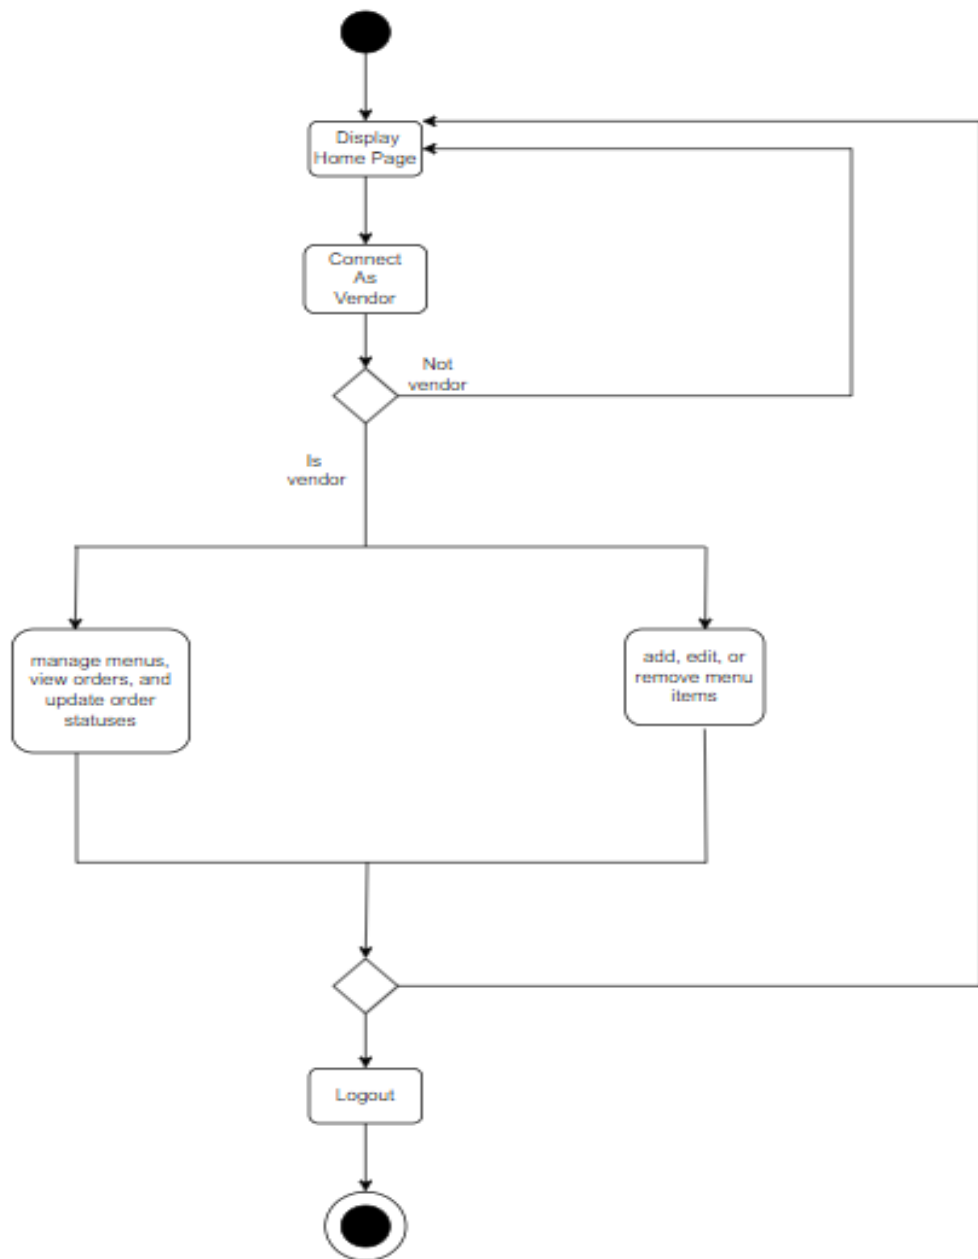 Display
Home Page
Connect
As
Vendor
Not
vendor
Is
vendor
manage menus,
view orders, and
update order
statuses
add, edit, or
remove menu
items
Logout